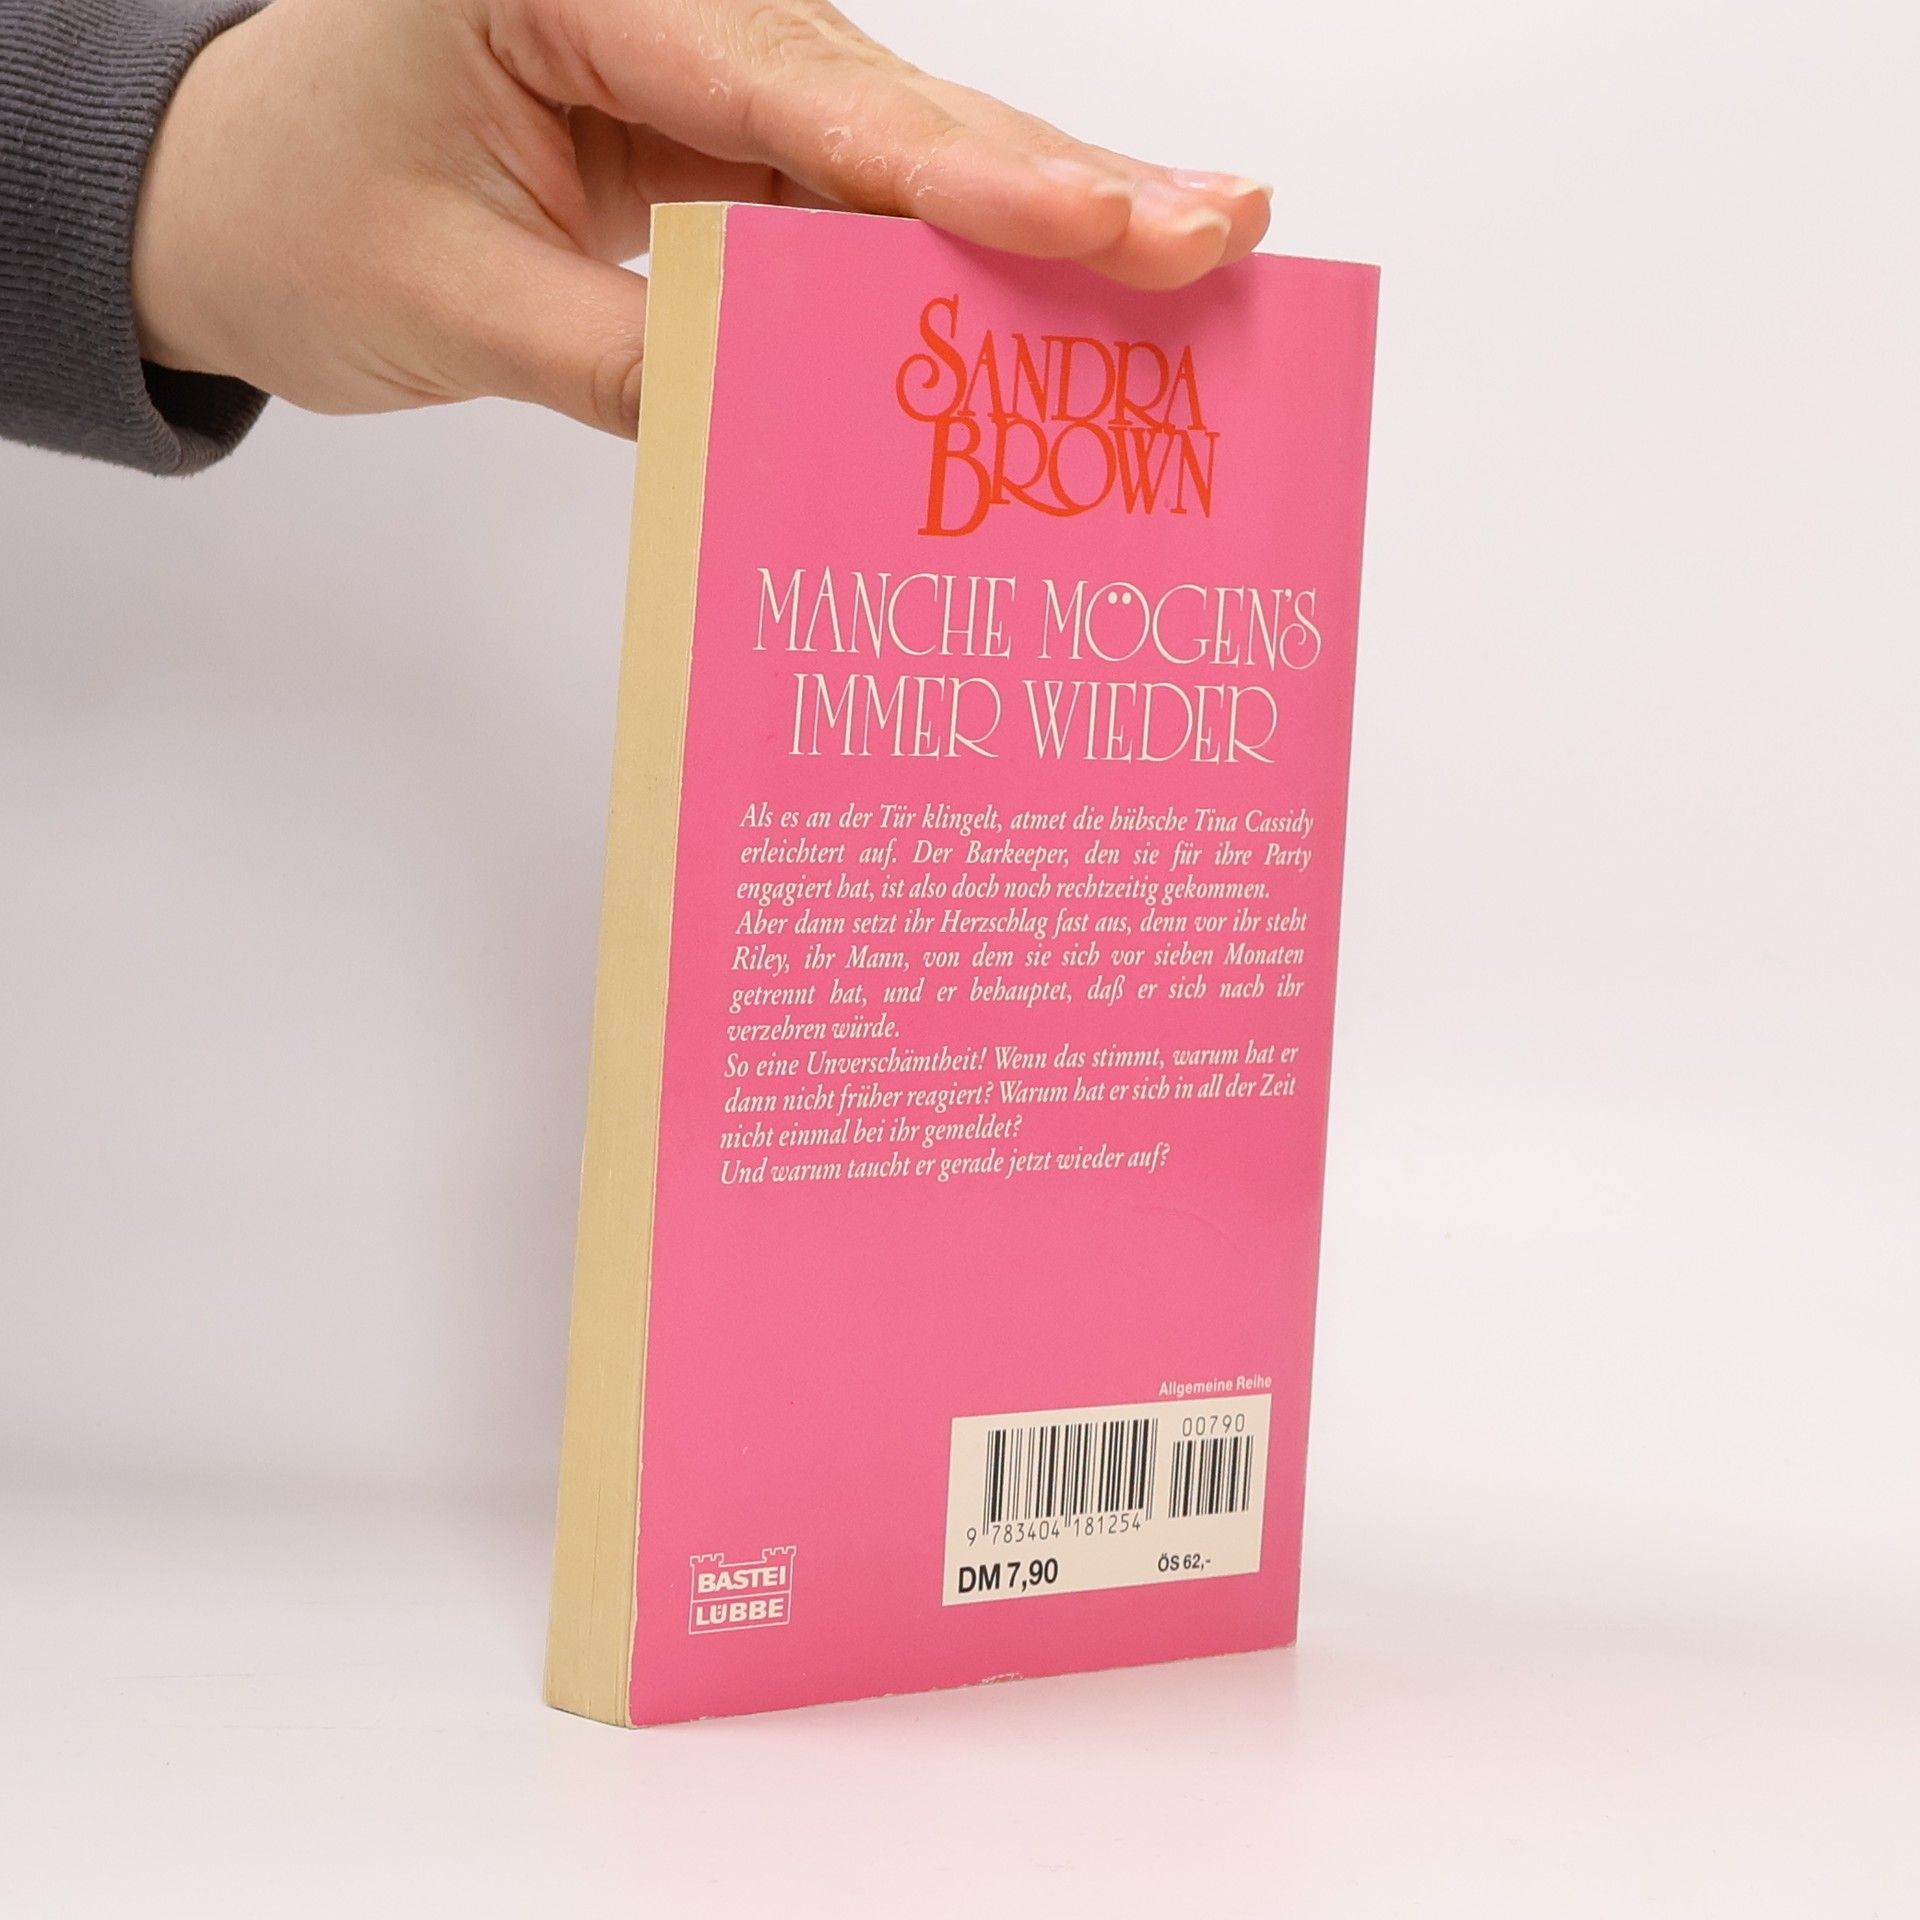 SANDRA
BROWN
MANCHE MÖGEN'S
IMMER WIEDER
Als es an der Tür klingelt, atmet die hübsche Tina Cassidy
erleichtert auf. Der Barkeeper, den sie für ihre Party
engagiert hat, ist also doch noch rechtzeitig gekommen.
Aber dann setzt ihr Herzschlag fast aus, denn vor ihr steht
Riley, ihr Mann, von dem sie sich vor sieben Monaten
getrennt hat, und er behauptet, daß er sich nach ihr
verzehren würde.
So eine Unverschämtheit! Wenn das stimmt, warum hat er
dann nicht früher reagiert? Warum hat er sich in all der Zeit
nicht einmal bei ihr gemeldet?
Und warum taucht er gerade jetzt wieder auf?
Allgemeine Reihe
00790
9 783404 181254
DM 7,90 ÖS 62,-
BASTEI
LÜBBE